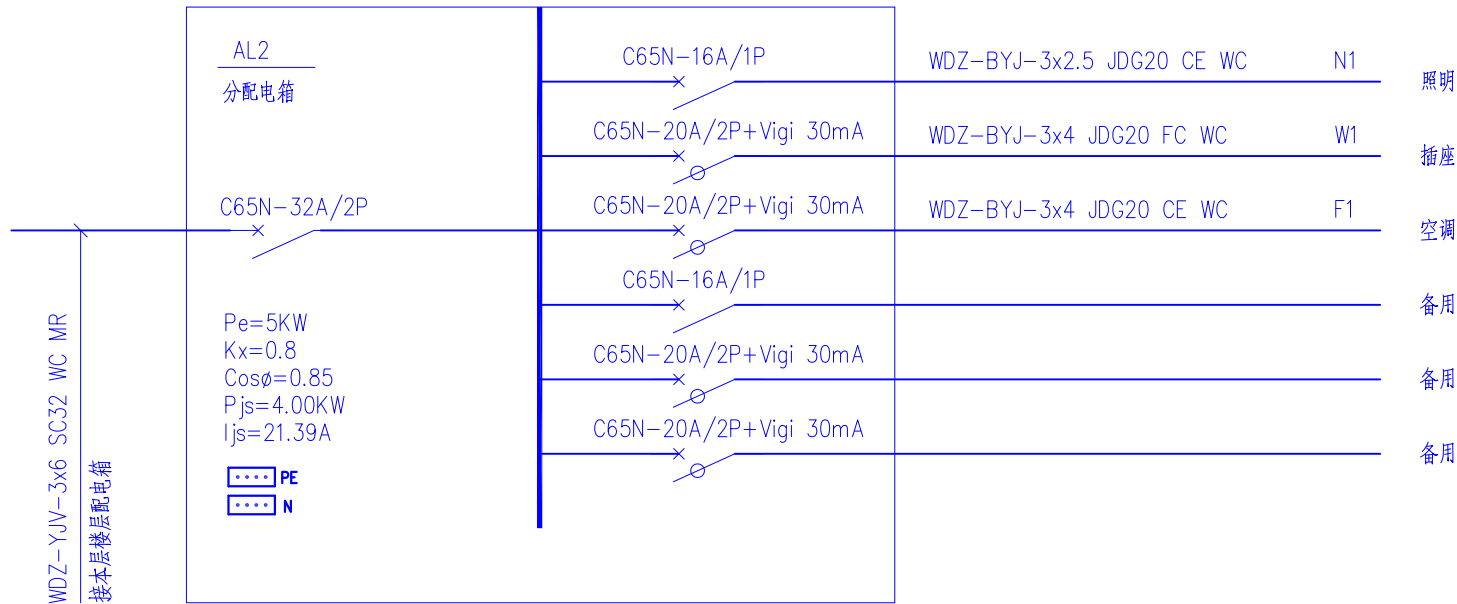 AL2
分配电箱
C65N-32A/2P
Pe=5KW
Kx=0.8
Cosø=0.85
Pjs=4.00KW
Ijs=21.39A
PE
N
WDZ-YJV-3x6 SC32 WC MR
接本层楼层配电箱
C65N-16A/1P
WDZ-BYJ-3x2.5 JDG20 CE WC
N1
照明
C65N-20A/2P+Vigi 30mA
WDZ-BYJ-3x4 JDG20 FC WC
W1
插座
C65N-20A/2P+Vigi 30mA
WDZ-BYJ-3x4 JDG20 CE WC
F1
空调
C65N-16A/1P
备用
C65N-20A/2P+Vigi 30mA
备用
C65N-20A/2P+Vigi 30mA
备用